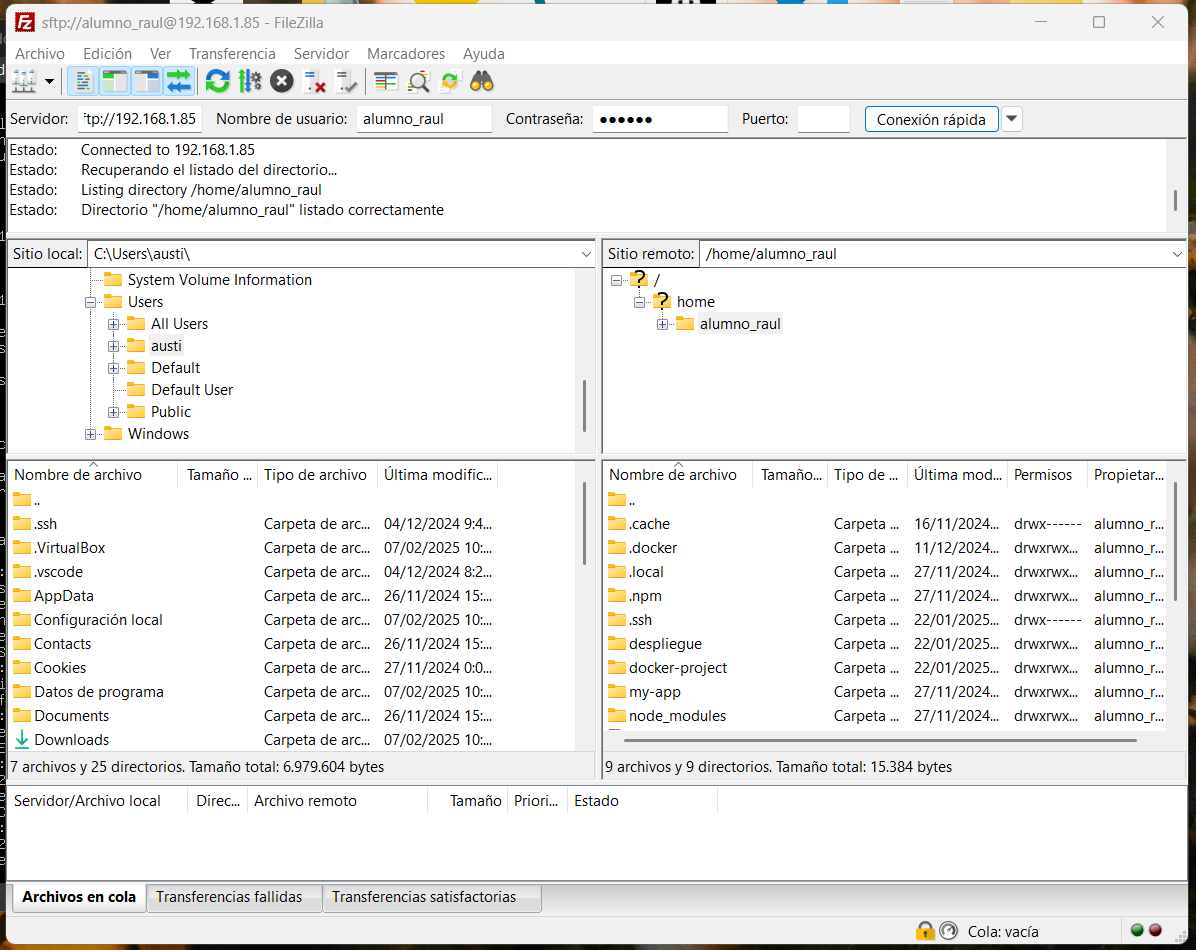 sftp://alumno_raul@192.168.1.85 - FileZilla
Archivo Edición Ver Transferencia Servidor Marcadores Ayuda
Servidor: tp://192.168.1.85 Nombre de usuario: alumno_raul Contraseña: ●●●●●● Puerto: Conexión rápida
Estado: Connected to 192.168.1.85
Estado: Recuperando el listado del directorio...
Estado: Listing directory /home/alumno_raul
Estado: Directorio "/home/alumno_raul" listado correctamente
Sitio local: C:\Users\austi\
System Volume Information
Users
All Users
austi
Default
Default User
Public
Windows
Sitio remoto: /home/alumno_raul
/
home
alumno_raul
Nombre de archivo Tamaño ... Tipo de archivo Última modific...
..
.ssh Carpeta de arc... 04/12/2024 9:4...
.VirtualBox Carpeta de arc... 07/02/2025 10:...
.vscode Carpeta de arc... 04/12/2024 8:2...
AppData Carpeta de arc... 26/11/2024 15:...
Configuración local Carpeta de arc... 07/02/2025 10:...
Contacts Carpeta de arc... 26/11/2024 15:...
Cookies Carpeta de arc... 27/11/2024 0:0...
Datos de programa Carpeta de arc... 07/02/2025 10:...
Documents Carpeta de arc... 26/11/2024 15:...
Downloads Carpeta de arc... 07/02/2025 10:...
7 archivos y 25 directorios. Tamaño total: 6.979.604 bytes
Nombre de archivo Tamaño... Tipo de ... Última mod... Permisos Propietar...
..
.cache Carpeta ... 16/11/2024... drwx------ alumno_r...
.docker Carpeta ... 11/12/2024... drwxrwx... alumno_r...
.local Carpeta ... 27/11/2024... drwxrwx... alumno_r...
.npm Carpeta ... 27/11/2024... drwxrwx... alumno_r...
.ssh Carpeta ... 22/01/2025... drwx------ alumno_r...
despliegue Carpeta ... 22/01/2025... drwxrwx... alumno_r...
docker-project Carpeta ... 22/01/2025... drwxrwx... alumno_r...
my-app Carpeta ... 27/11/2024... drwxrwx... alumno_r...
node_modules Carpeta ... 27/11/2024... drwxrwx... alumno_r...
9 archivos y 9 directorios. Tamaño total: 15.384 bytes
Servidor/Archivo local Direc... Archivo remoto Tamaño Priori... Estado
Archivos en cola Transferencias fallidas Transferencias satisfactorias
Cola: vacía